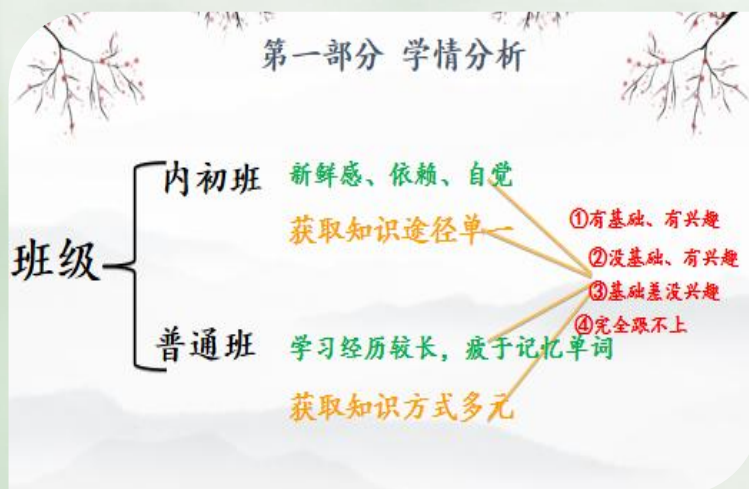 第一部分 学情分析
班级
内初班
新鲜感、依赖、自觉
获取知识途径单一
普通班
学习经历较长，疲于记忆单词
获取知识方式多元
①有基础、有兴趣
②没基础、有兴趣
③基础差没兴趣
④完全跟不上